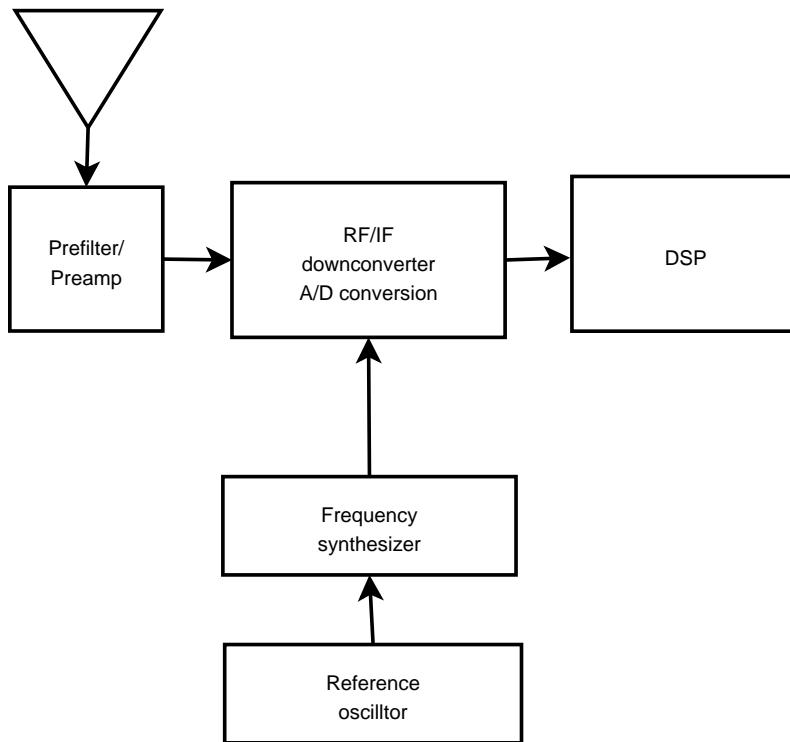 Prefilter/
Preamp
RF/IF
downconverter
A/D conversion
DSP
Frequency
synthesizer
Reference
oscilltor